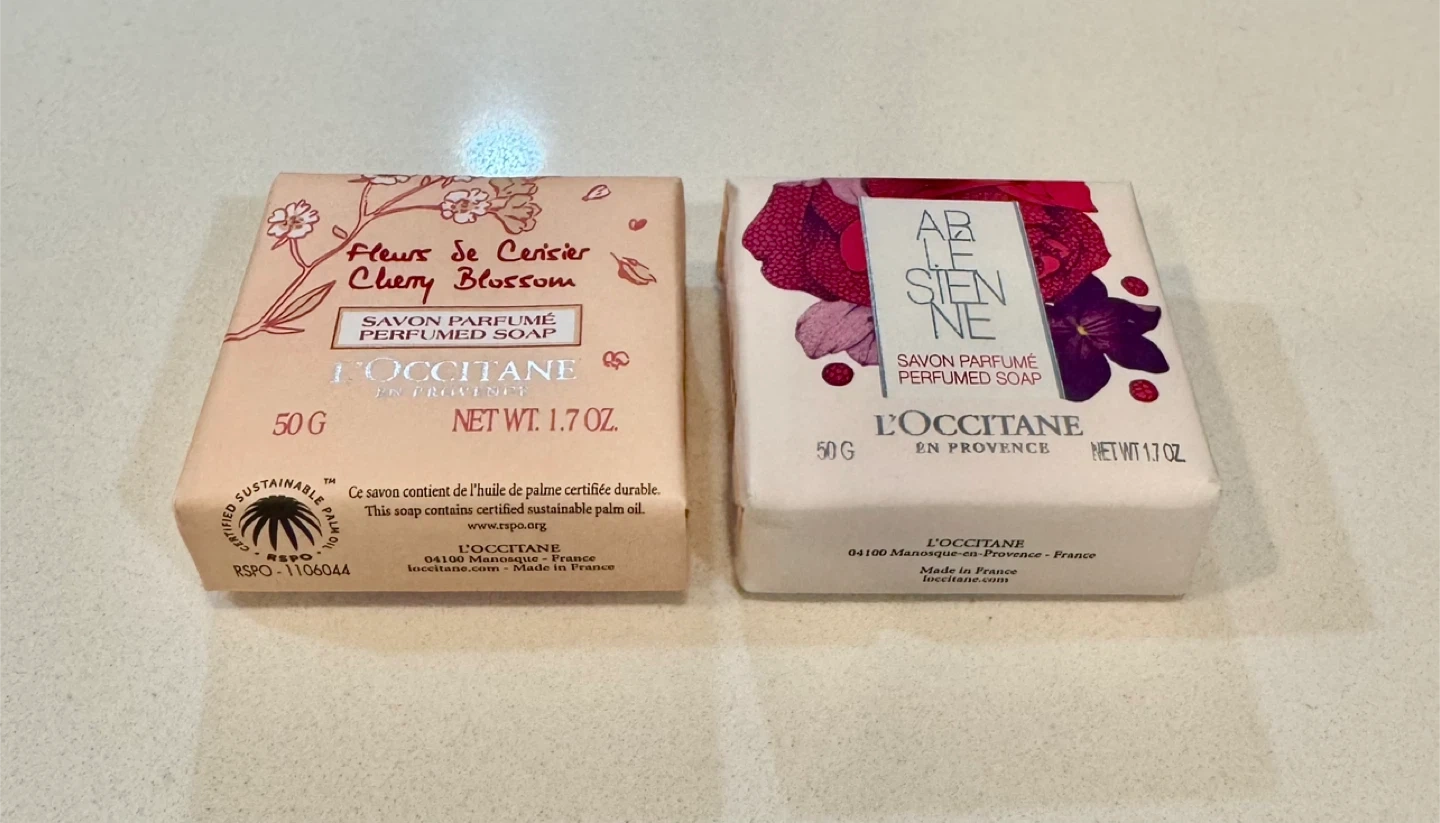 Fleurs de Cerisier
Cherry Blossom
SAVON PARFUMÉ
PERFUMED SOAP
L'OCCITANE
EN PROVENCE
50 G NET WT. 1.7 OZ.
CERTIFIED SUSTAINABLE PALM OIL ™
RSPO
RSPO - 1106044
Ce savon contient de l'huile de palme certifiée durable.
This soap contains certified sustainable palm oil.
www.rspo.org
L'OCCITANE
04100 Manosque - France
loccitane.com - Made in France
AR
LÉ
SIEN
NE
SAVON PARFUMÉ
PERFUMED SOAP
L'OCCITANE
EN PROVENCE
50 G NET WT 1.7 OZ.
L'OCCITANE
04100 Manosque-en-Provence - France
Made in France
loccitane.com